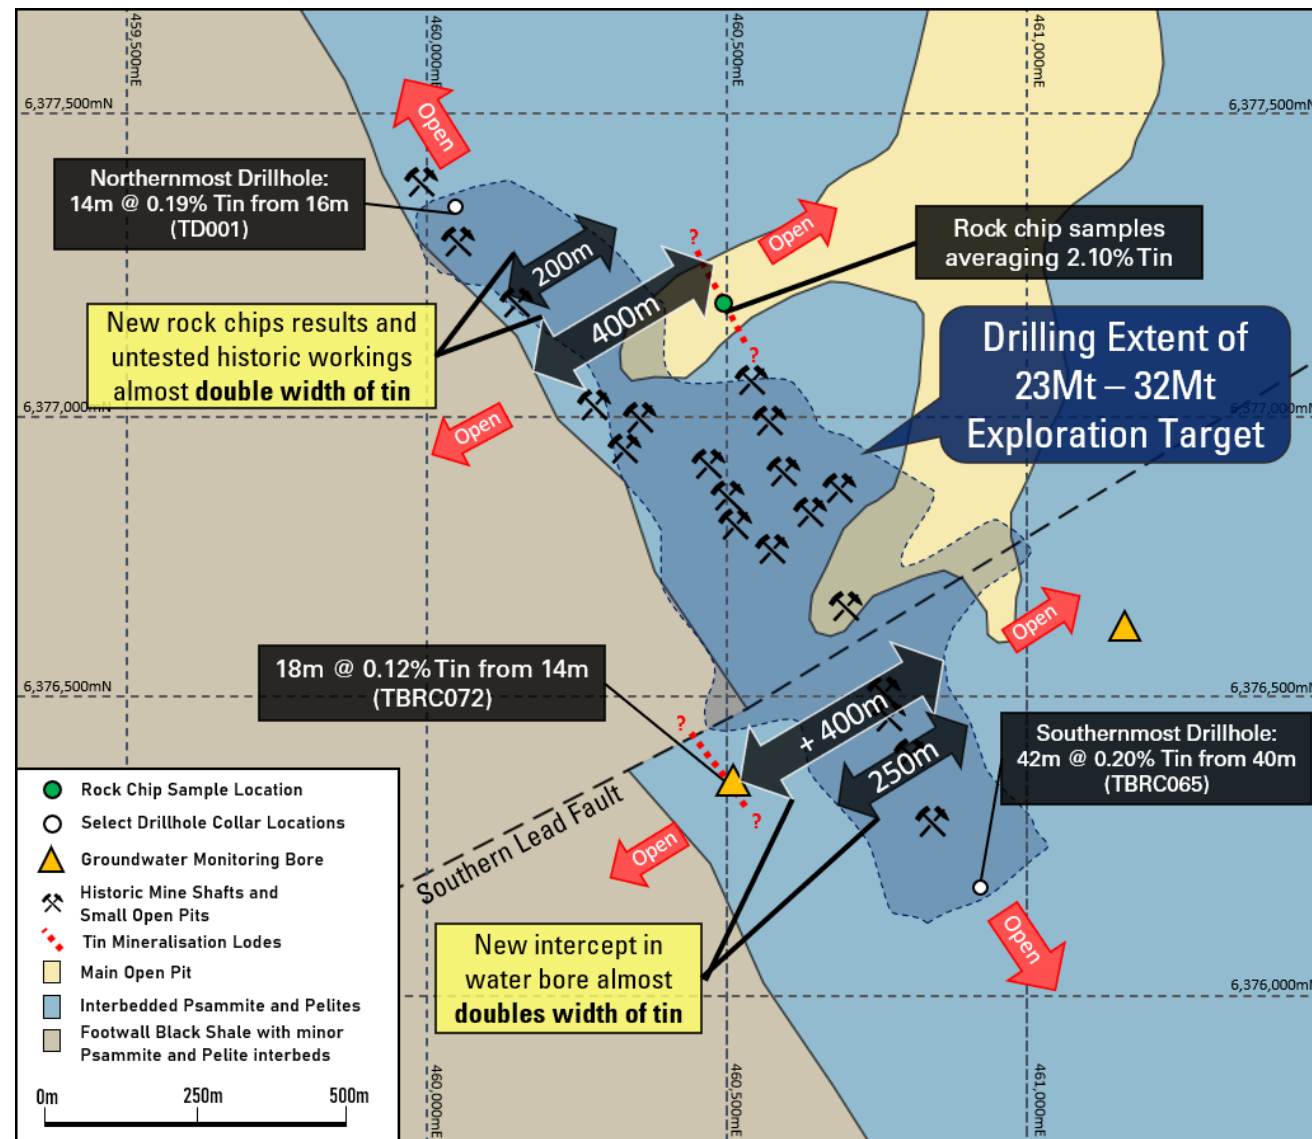 459,500mE
460,000mE
460,500mE
461,000mE
6,377,500mN
6,377,500mN
Open
Northernmost Drillhole:
14m @ 0.19% Tin from 16m
(TD001)
200m
?
Open
Rock chip samples
averaging 2.10% Tin
400m
New rock chips results and
untested historic workings
almost double width of tin
?
Drilling Extent of
23Mt – 32Mt
Exploration Target
6,377,000mN
6,377,000mN
Open
Open
18m @ 0.12% Tin from 14m
(TBRC072)
6,376,500mN
6,376,500mN
?
+ 400m
250m
Southernmost Drillhole:
42m @ 0.20% Tin from 40m
(TBRC065)
?
Southern Lead Fault
Open
Open
New intercept in
water bore almost
doubles width of tin
6,376,000mN
Rock Chip Sample Location
Select Drillhole Collar Locations
Groundwater Monitoring Bore
Historic Mine Shafts and
Small Open Pits
Tin Mineralisation Lodes
Main Open Pit
Interbedded Psammite and Pelites
Footwall Black Shale with minor
Psammite and Pelite interbeds
0m 250m 500m
460,000mE
460,500mE
461,000mE